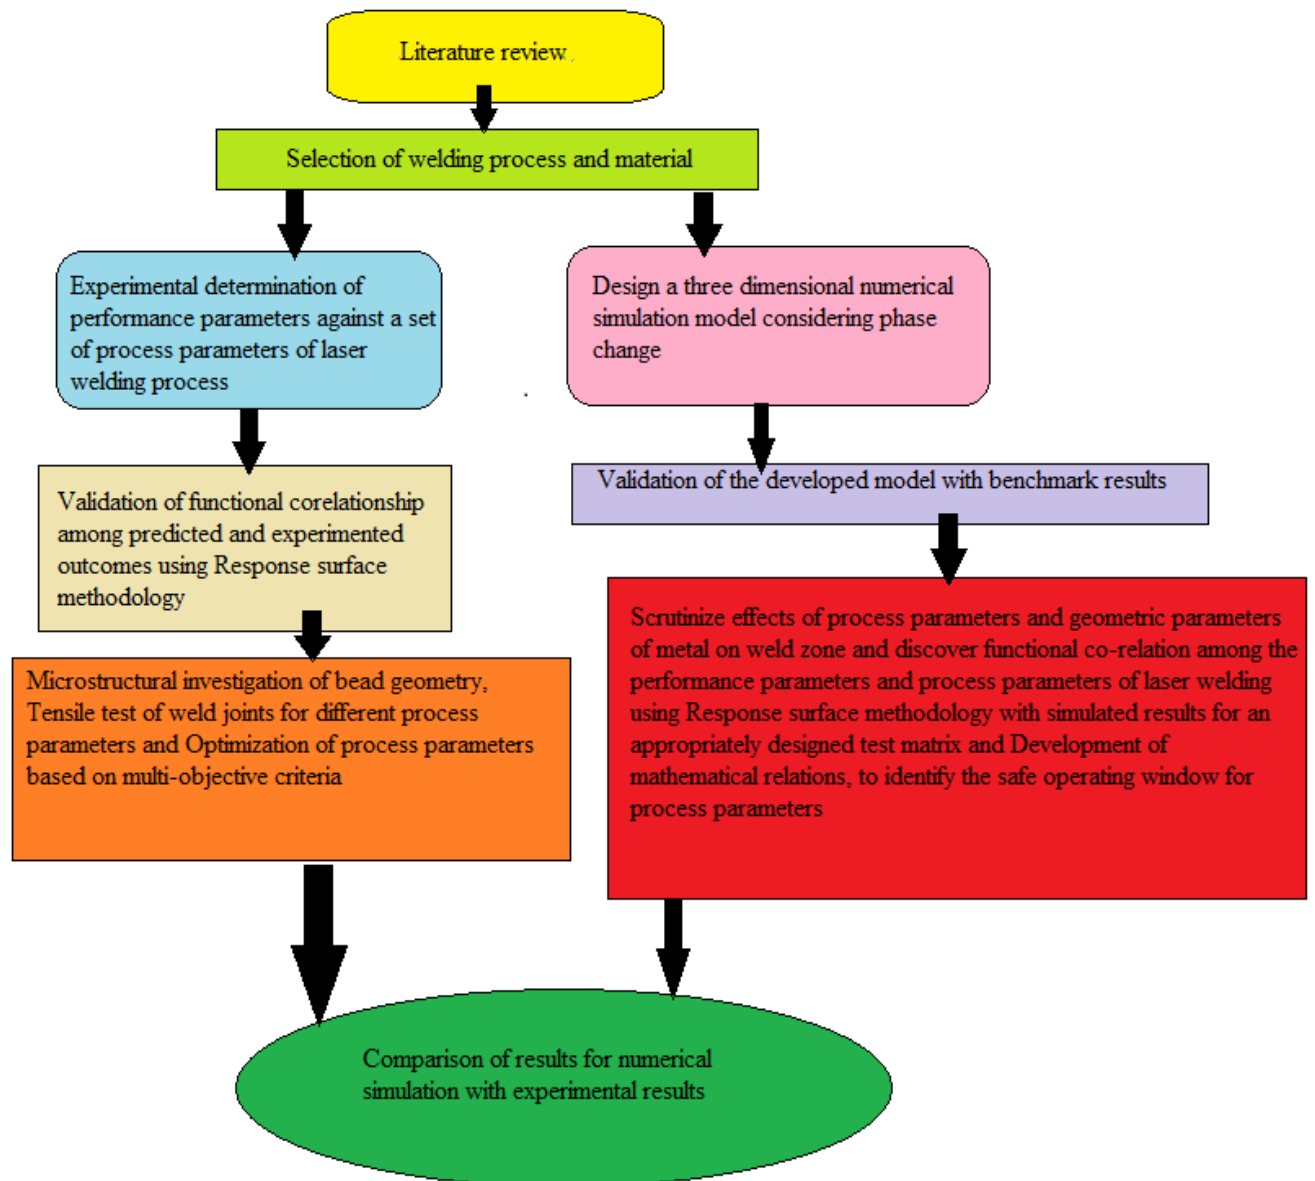 Literature review
Selection of welding process and material
Experimental determination of
performance parameters against a set
of process parameters of laser
welding process
Design a three dimensional numerical
simulation model considering phase
change
Validation of functional corelationship
among predicted and experimented
outcomes using Response surface
methodology
Validation of the developed model with benchmark results
Microstructural investigation of bead geometry,
Tensile test of weld joints for different process
parameters and Optimization of process parameters
based on multi-objective criteria
Scrutinize effects of process parameters and geometric parameters
of metal on weld zone and discover functional co-relation among the
performance parameters and process parameters of laser welding
using Response surface methodology with simulated results for an
appropriately designed test matrix and Development of
mathematical relations, to identify the safe operating window for
process parameters
Comparison of results for numerical
simulation with experimental results